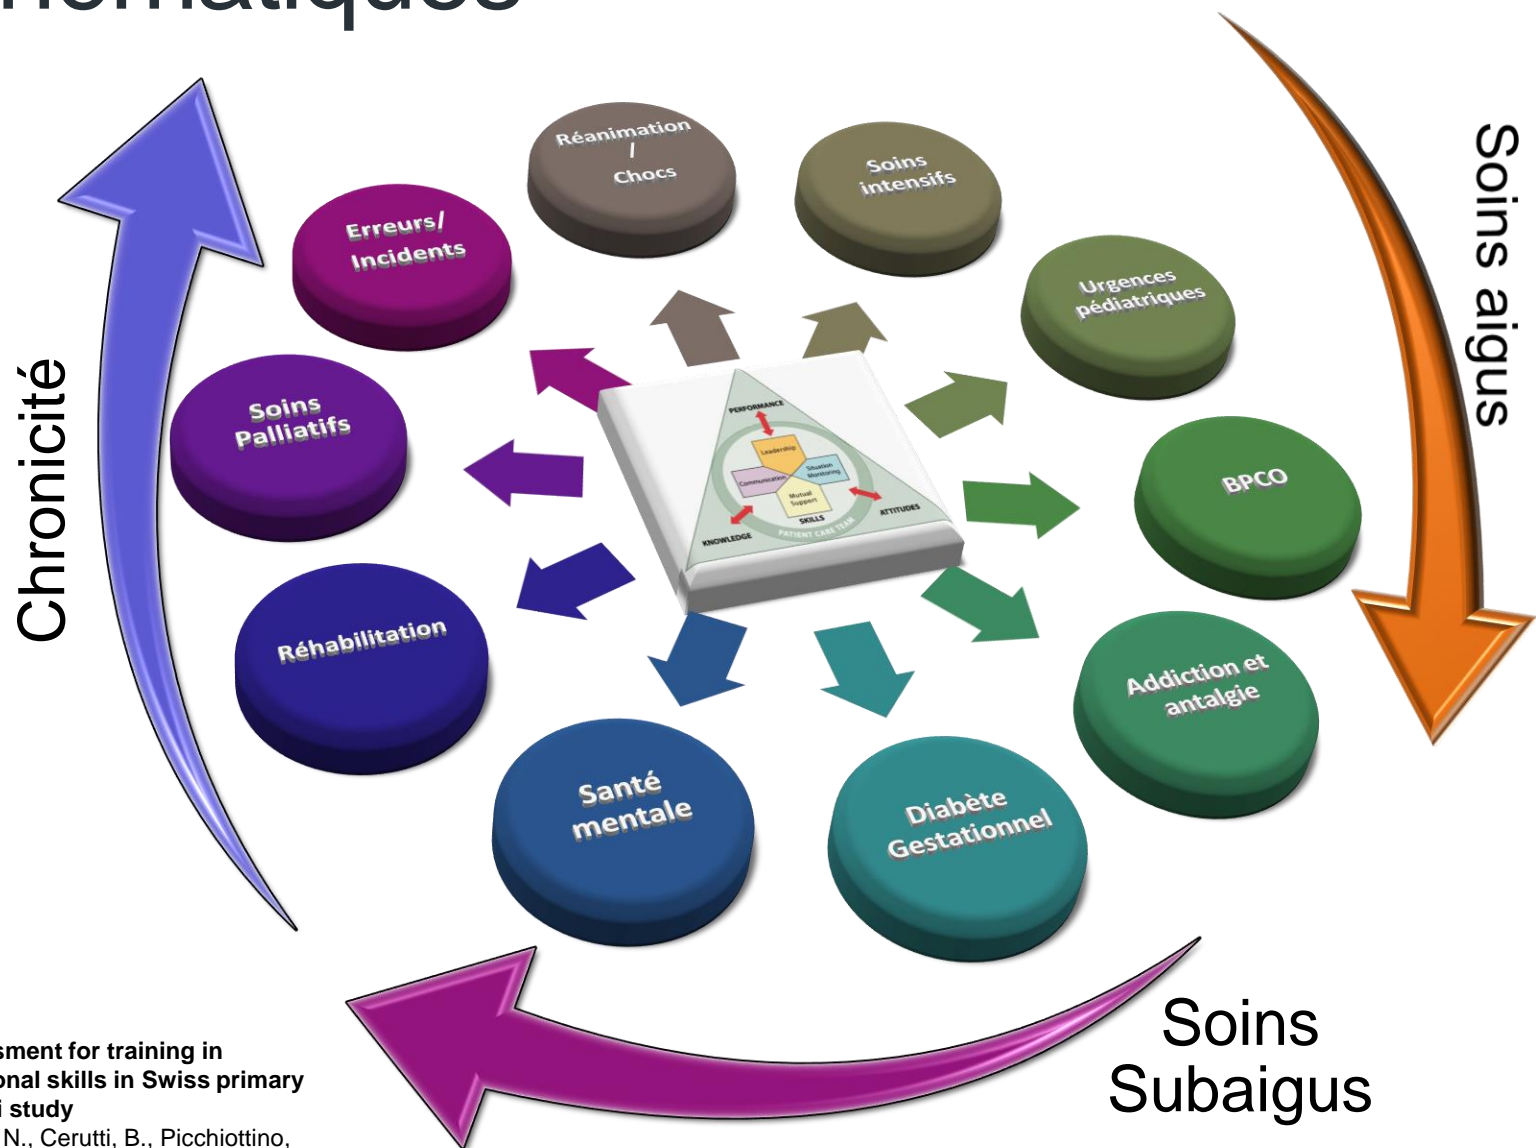 Réanimation
/
Chocs
Soins
intensifs
Erreurs/
Incidents
Urgences
pédiatriques
Soins aigus
Chronicité
Soins
Palliatifs
PERFORMANCE
Leadership
Communication
Situation
Monitoring
Mutual
Support
SKILLS
KNOWLEDGE
ATTITUDES
PATIENT CARE TEAM
BPCO
Réhabilitation
Addiction et
antalgie
Santé
mentale
Diabète
Gestationnel
Soins
Subaigus
for training in
skills in Swiss primary
study
N., Cerutti, B., Picchiottino,